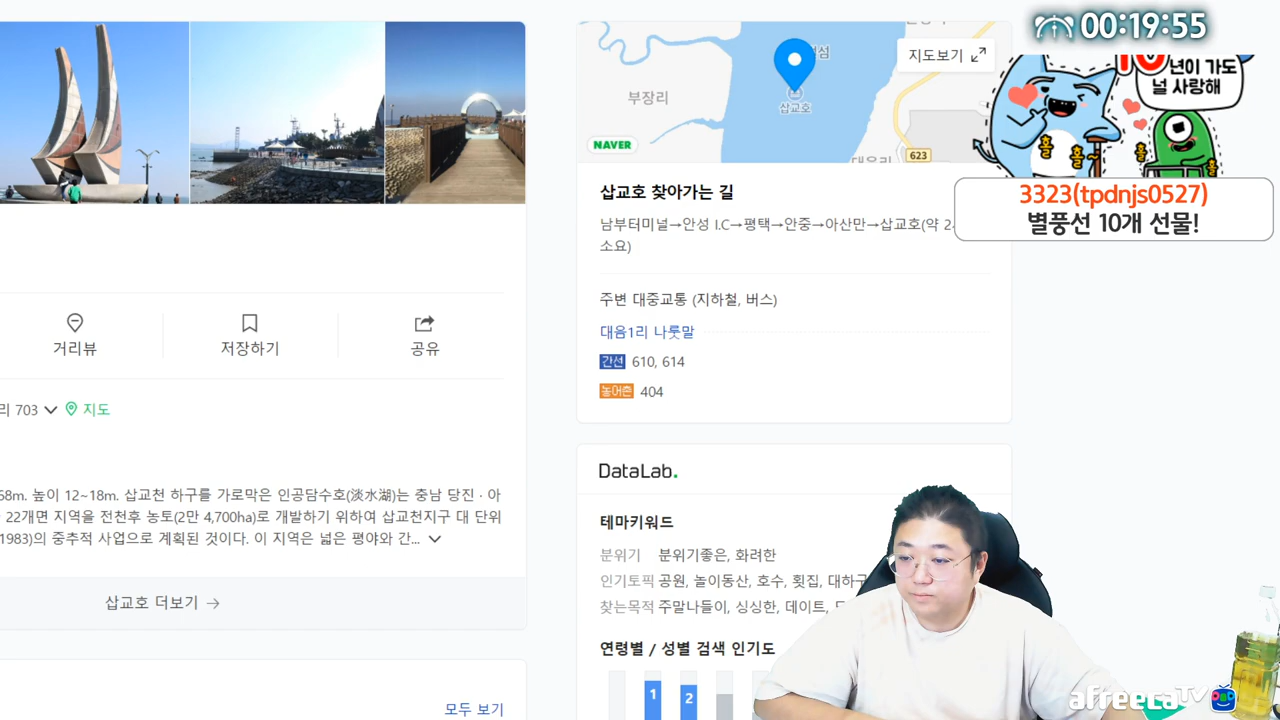 00:19:55
년이 가도
널 사랑해
홀
홀~
홀
홀
3323(tpdnjs0527)
별풍선 10개 선물!
거리뷰
저장하기
공유
리 703
지도
68m. 높이 12~18m. 삽교천 하구를 가로막은 인공담수호(淡水湖)는 충남 당진 · 아
22개면 지역을 전천후 농토(2만 4,700ha)로 개발하기 위하여 삽교천지구 대 단위
1983)의 중추적 사업으로 계획된 것이다. 이 지역은 넓은 평야와 간...
삽교호 더보기 →
모두 보기
지도보기
부장리
삽교호
NAVER
623
대음리
삽교호 찾아가는 길
남부터미널→안성 I.C→평택→안중→아산만→삽교호(약 2
소요)
주변 대중교통 (지하철, 버스)
대음1리 나룻말
간선 610, 614
농어촌 404
DataLab.
테마키워드
분위기 분위기좋은, 화려한
인기토픽 공원, 놀이동산, 호수, 횟집, 대하구
찾는목적 주말나들이, 싱싱한, 데이트,
연령별 / 성별 검색 인기도
1
2
afreecaTV